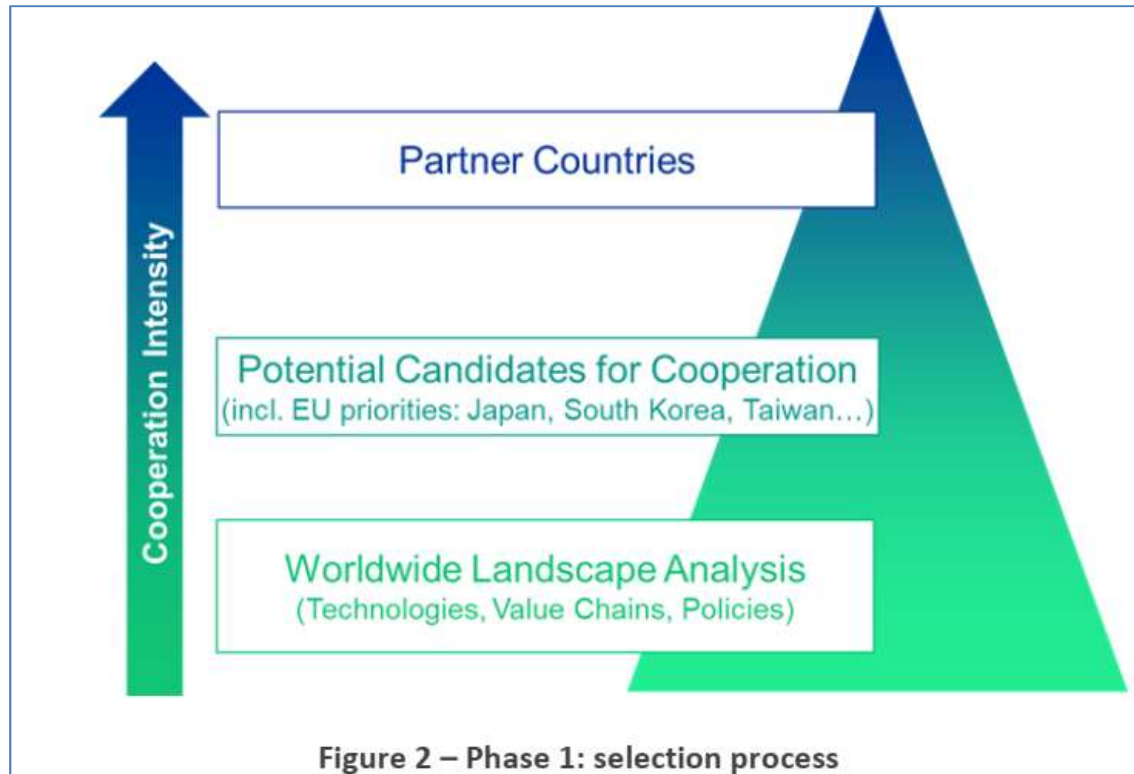 Partner Countries
Cooperation Intensity
Potential Candidates for Cooperation
(incl. EU priorities: Japan, South Korea, Taiwan…)
Worldwide Landscape Analysis
(Technologies, Value Chains, Policies)
Figure 2 – Phase 1: selection process